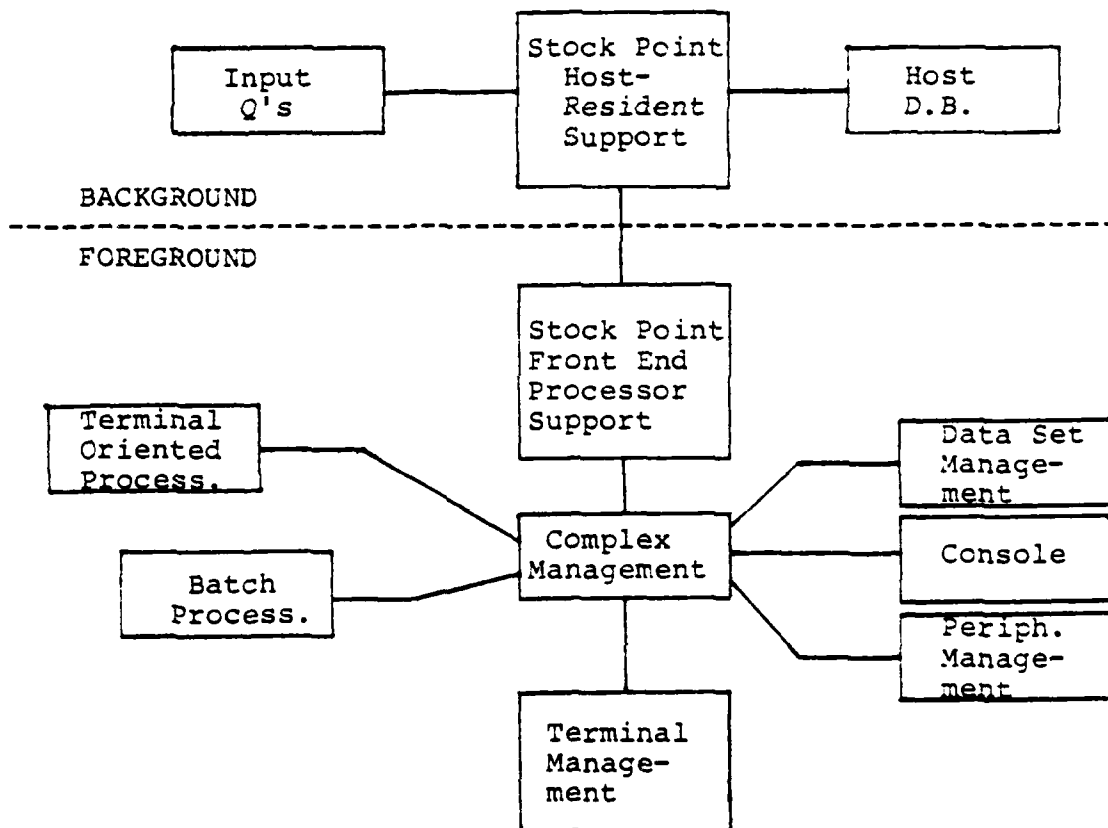 Input
Q's
Stock Point
Host-
Resident
Support
Host
D.B.
BACKGROUND
FOREGROUND
Stock Point
Front End
Processor
Support
Terminal
Oriented
Process.
Batch
Process.
Complex
Management
Data Set
Manage-
ment
Console
Periph.
Manage-
ment
Terminal
Manage-
ment